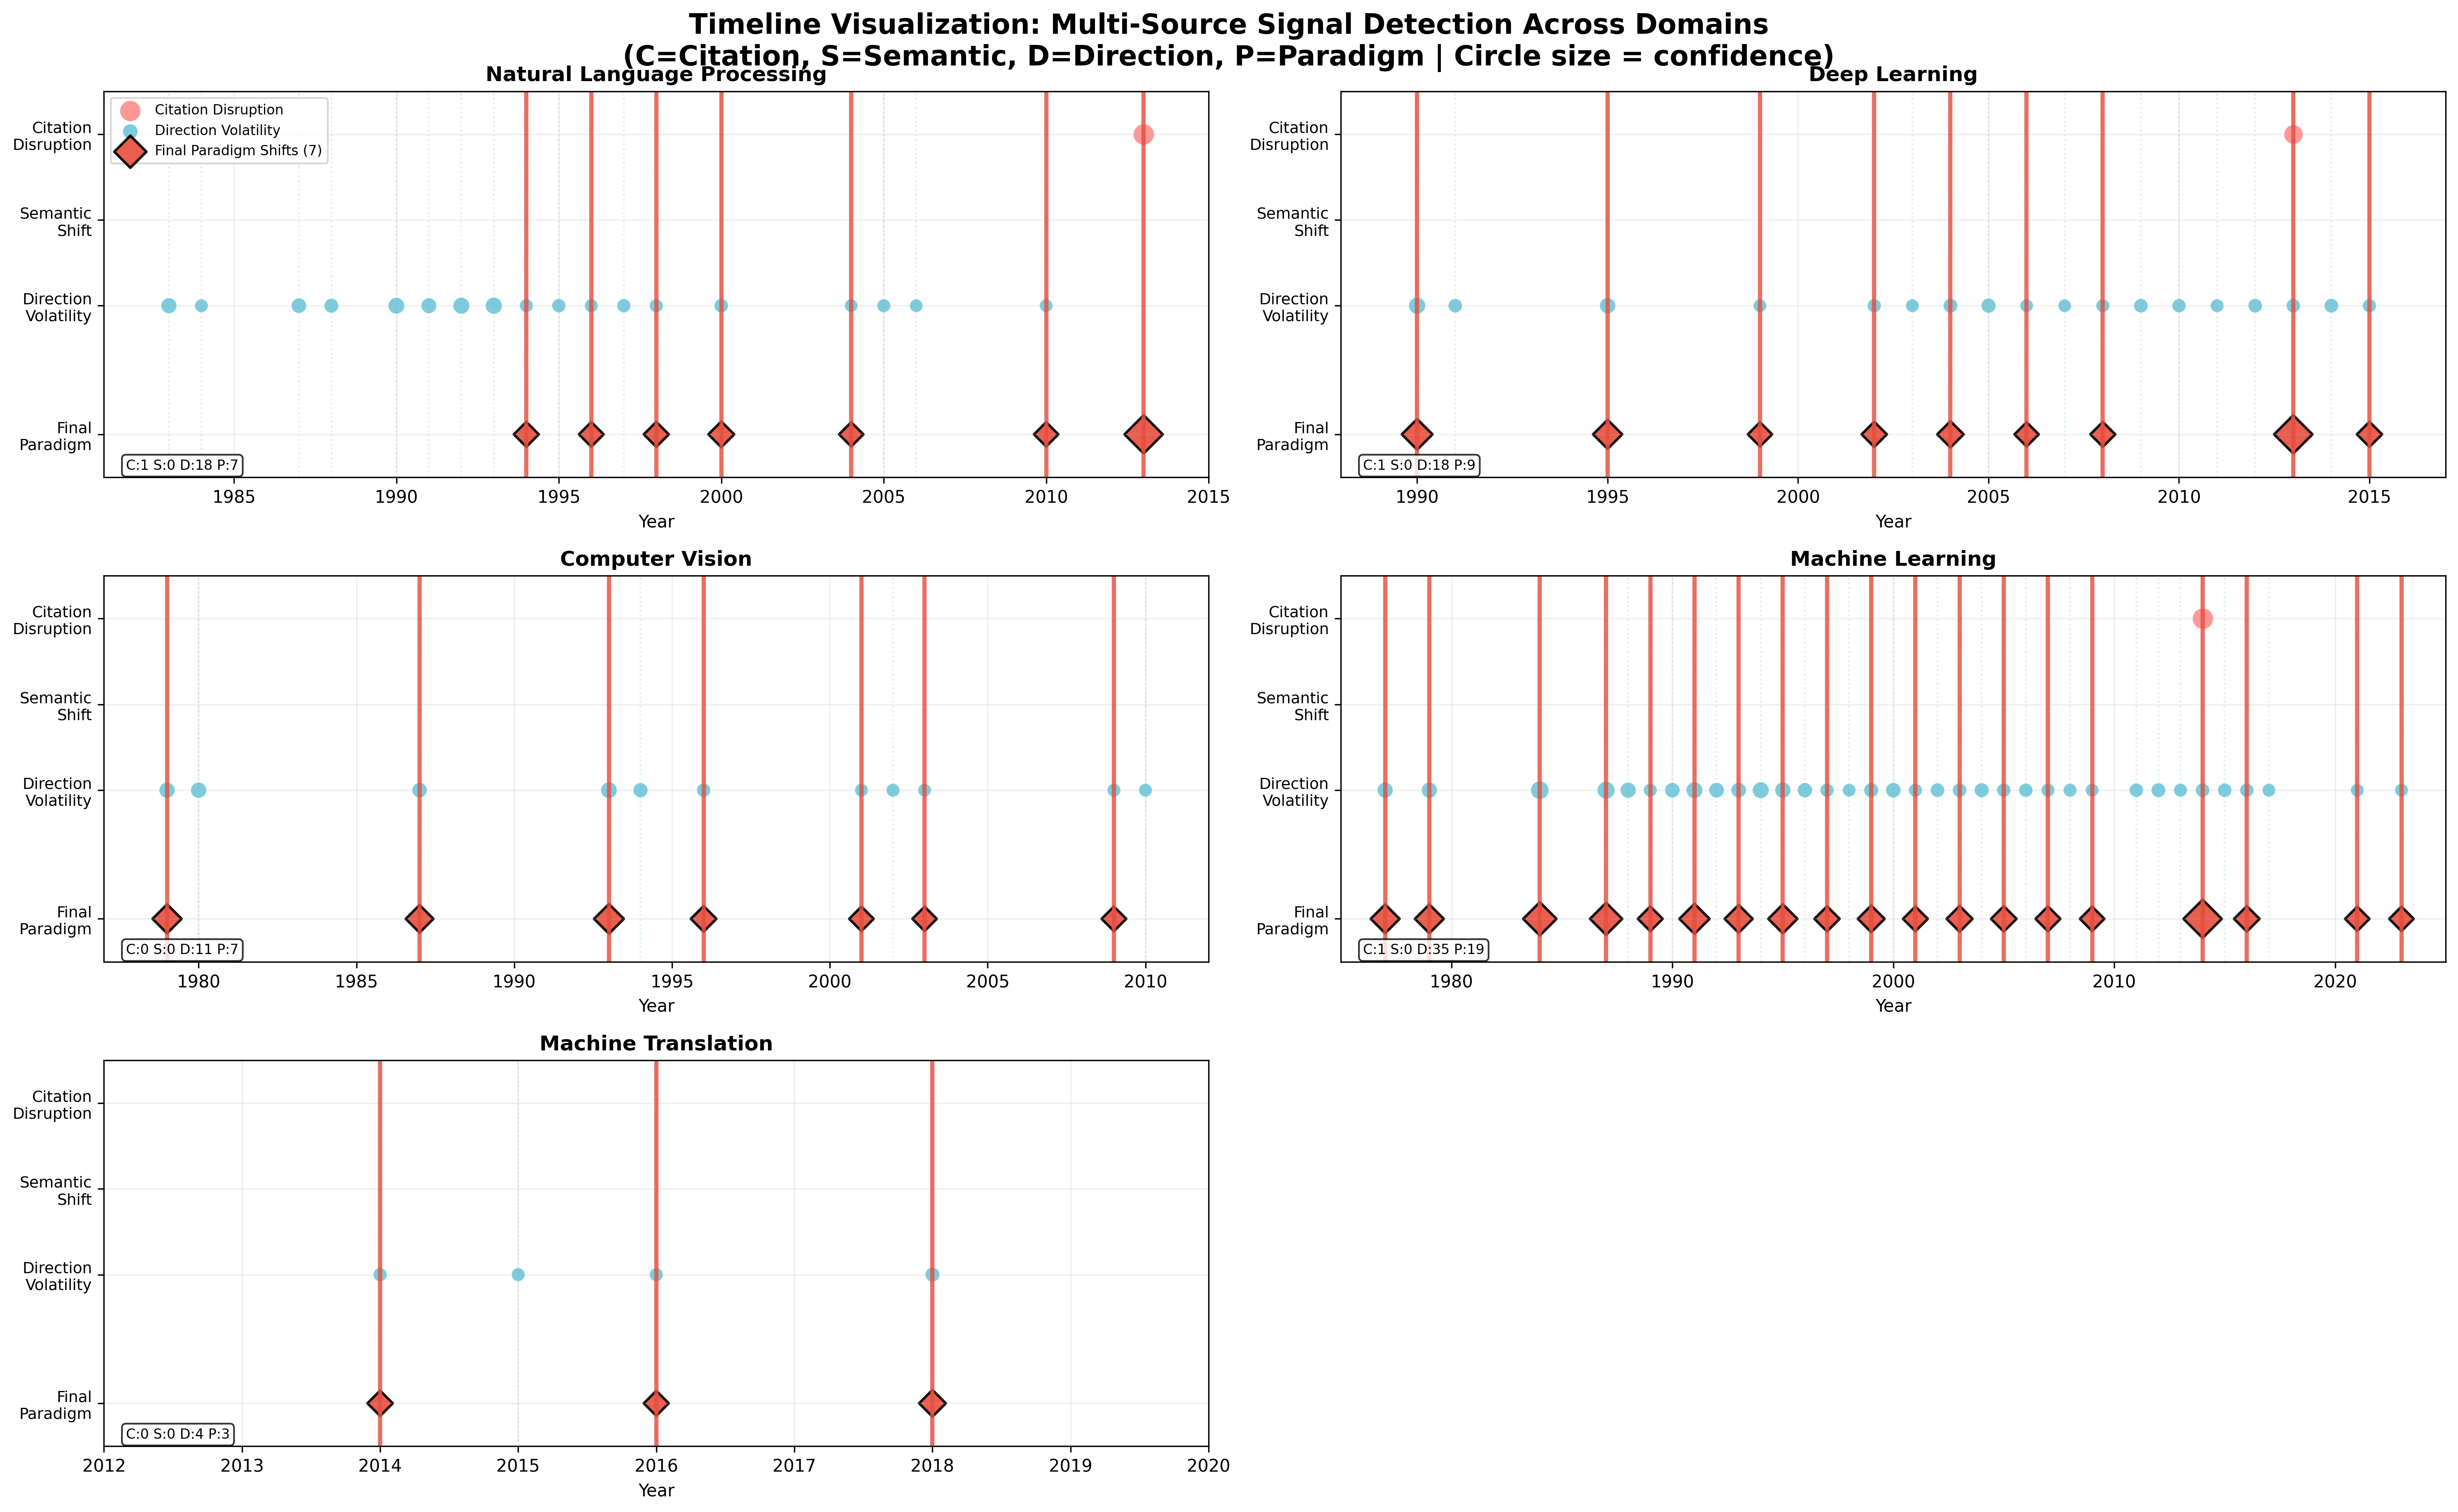 Timeline Visualization: Multi-Source Signal Detection Across Domains
(C=Citation, S=Semantic, D=Direction, P=Paradigm | Circle size = confidence)
Natural Language Processing
Citation Disruption
Direction Volatility
Final Paradigm Shifts (7)
Citation
Disruption
Semantic
Shift
Direction
Volatility
Final
Paradigm
C:1 S:0 D:18 P:7
1985 1990 1995 2000 2005 2010 2015
Year
Deep Learning
Citation
Disruption
Semantic
Shift
Direction
Volatility
Final
Paradigm
C:1 S:0 D:18 P:9
1990 1995 2000 2005 2010 2015
Year
Computer Vision
Citation
Disruption
Semantic
Shift
Direction
Volatility
Final
Paradigm
C:0 S:0 D:11 P:7
1980 1985 1990 1995 2000 2005 2010
Year
Machine Learning
Citation
Disruption
Semantic
Shift
Direction
Volatility
Final
Paradigm
C:1 S:0 D:35 P:19
1980 1990 2000 2010 2020
Year
Machine Translation
Citation
Disruption
Semantic
Shift
Direction
Volatility
Final
Paradigm
C:0 S:0 D:4 P:3
2012 2013 2014 2015 2016 2017 2018 2019 2020
Year